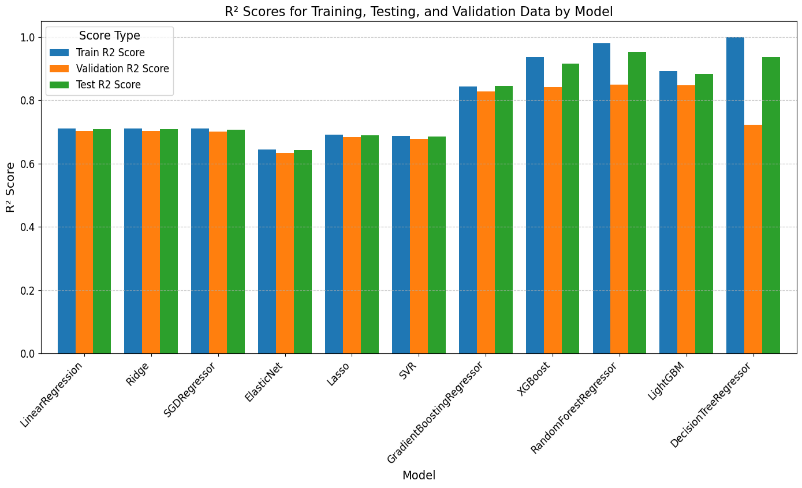 R² Scores for Training, Testing, and Validation Data by Model
Score Type
Train R2 Score
Validation R2 Score
Test R2 Score
R² Score
1.0
0.8
0.6
0.4
0.2
0.0
LinearRegression
Ridge
SGDRegressor
ElasticNet
Lasso
SVR
GradientBoostingRegressor
XGBoost
RandomForestRegressor
LightGBM
DecisionTreeRegressor
Model